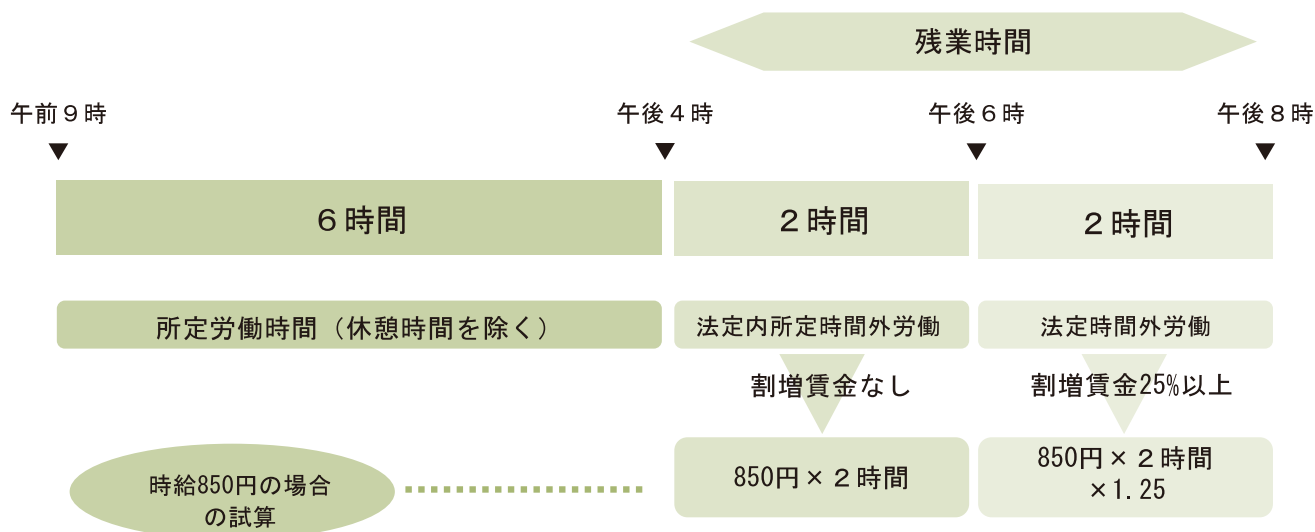 残業時間
午前９時
午後４時
午後６時
午後８時
６時間
２時間
２時間
所定労働時間（休憩時間を除く）
法定内所定時間外労働
法定時間外労働
割増賃金なし
割増賃金25%以上
時給850円の場合
の試算
850円×２時間
850円×２時間
×1.25